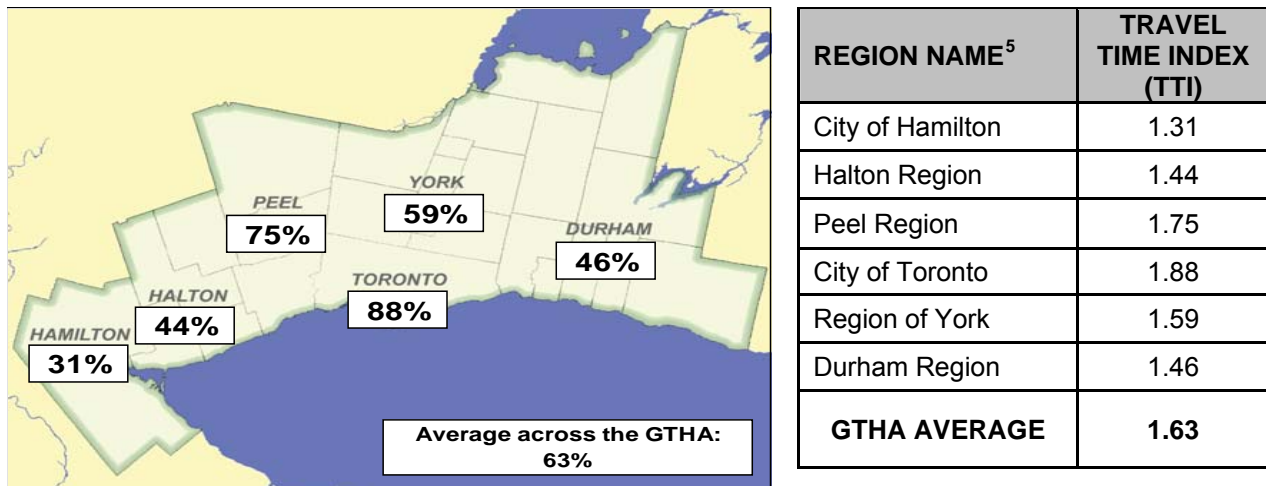 YORK
59%
PEEL
75%
DURHAM
46%
TORONTO
88%
HALTON
44%
HAMILTON
31%
Average across the GTHA:
63%
REGION NAME5
TRAVEL
TIME INDEX
(TTI)
City of Hamilton 1.31
Halton Region 1.44
Peel Region 1.75
City of Toronto 1.88
Region of York 1.59
Durham Region 1.46
GTHA AVERAGE 1.63